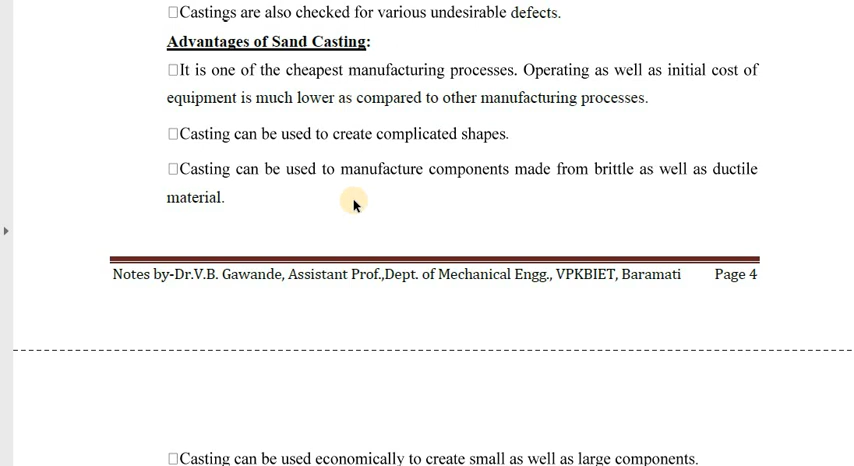 □Castings are also checked for various undesirable defects.
Advantages of Sand Casting:
□It is one of the cheapest manufacturing processes. Operating as well as initial cost of
equipment is much lower as compared to other manufacturing processes.
□Casting can be used to create complicated shapes.
□Casting can be used to manufacture components made from brittle as well as ductile
material.
Notes by-Dr.V.B. Gawande, Assistant Prof.,Dept. of Mechanical Engg., VPKBIET, Baramati Page 4
□Casting can be used economically to create small as well as large components.